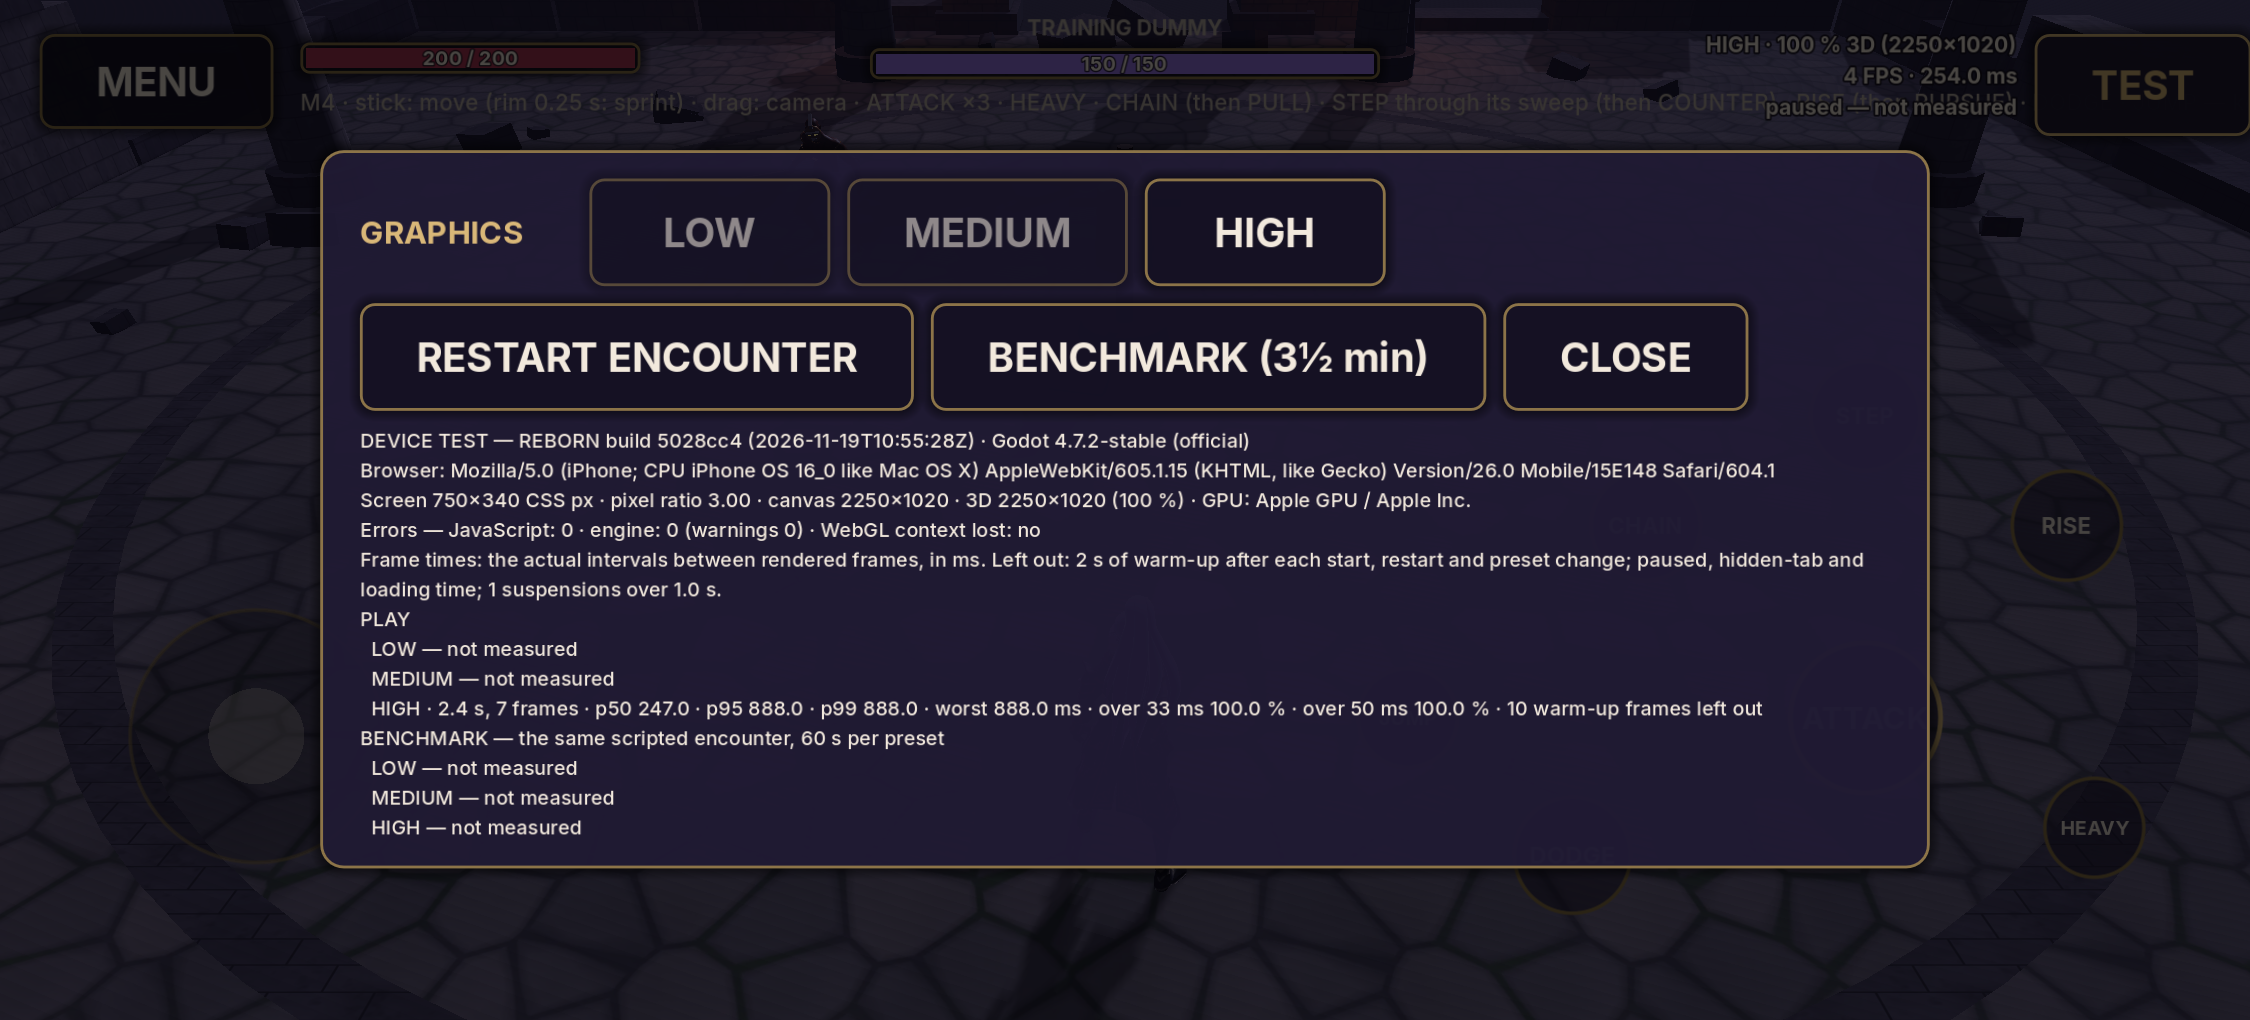 TRAINING DUMMY
MENU
200 / 200
150 / 150
HIGH · 100 % 3D (2250×1020)
4 FPS · 254.0 ms
paused — not measured
TEST
M4 · stick: move (rim 0.25 s: sprint) · drag: camera · ATTACK ×3 · HEAVY · CHAIN (then PULL) · STEP through its sweep (then COUNTER) · RISE (then PURSUE) ·
GRAPHICS
LOW
MEDIUM
HIGH
RESTART ENCOUNTER
BENCHMARK (3½ min)
CLOSE
DEVICE TEST — REBORN build 5028cc4 (2026-11-19T10:55:28Z) · Godot 4.7.2-stable (official)
Browser: Mozilla/5.0 (iPhone; CPU iPhone OS 16_0 like Mac OS X) AppleWebKit/605.1.15 (KHTML, like Gecko) Version/26.0 Mobile/15E148 Safari/604.1
Screen 750×340 CSS px · pixel ratio 3.00 · canvas 2250×1020 · 3D 2250×1020 (100 %) · GPU: Apple GPU / Apple Inc.
Errors — JavaScript: 0 · engine: 0 (warnings 0) · WebGL context lost: no
Frame times: the actual intervals between rendered frames, in ms. Left out: 2 s of warm-up after each start, restart and preset change; paused, hidden-tab and
loading time; 1 suspensions over 1.0 s.
PLAY
LOW — not measured
MEDIUM — not measured
HIGH · 2.4 s, 7 frames · p50 247.0 · p95 888.0 · p99 888.0 · worst 888.0 ms · over 33 ms 100.0 % · over 50 ms 100.0 % · 10 warm-up frames left out
BENCHMARK — the same scripted encounter, 60 s per preset
LOW — not measured
MEDIUM — not measured
HIGH — not measured
STEP
RISE
ATTACK
HEAVY
DODGE